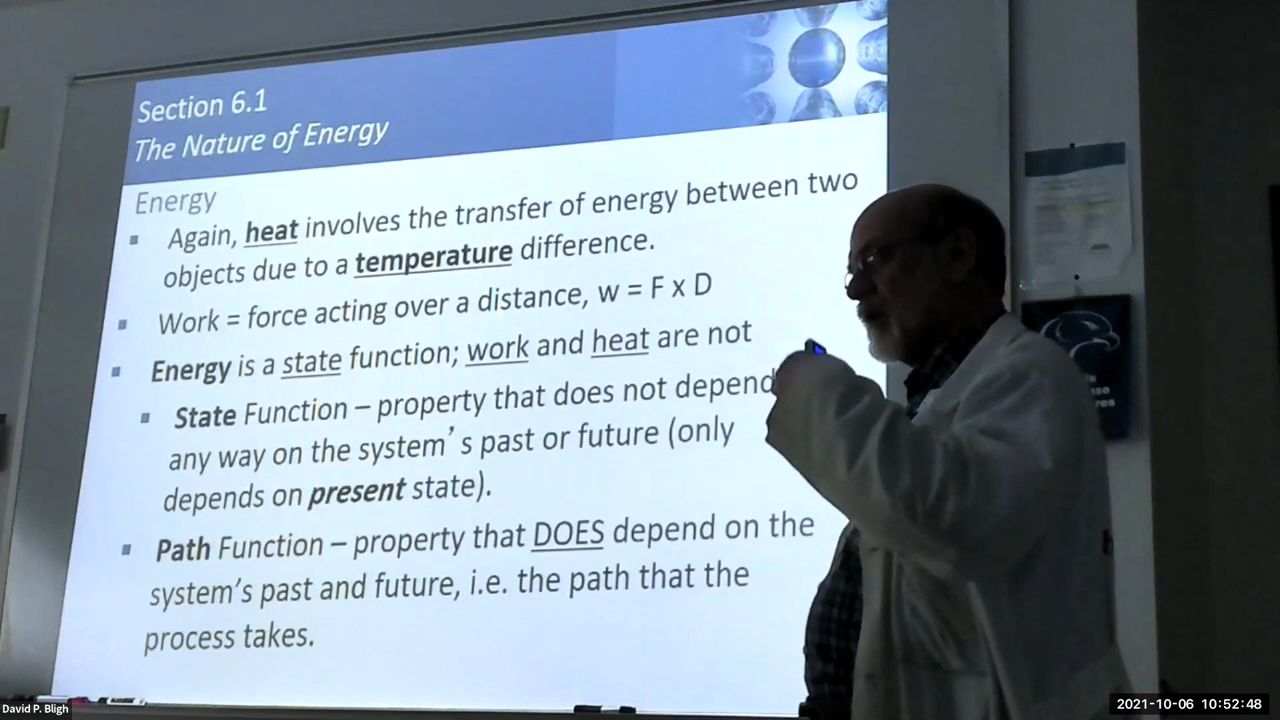 Section 6.1
The Nature of Energy
Energy
▪ Again, heat involves the transfer of energy between two
objects due to a temperature difference.
▪ Work = force acting over a distance, w = F x D
▪ Energy is a state function; work and heat are not
▪ State Function – property that does not depend
any way on the system’s past or future (only
depends on present state).
▪ Path Function – property that DOES depend on the
system’s past and future, i.e. the path that the
process takes.
David P. Bligh
2021-10-06 10:52:48